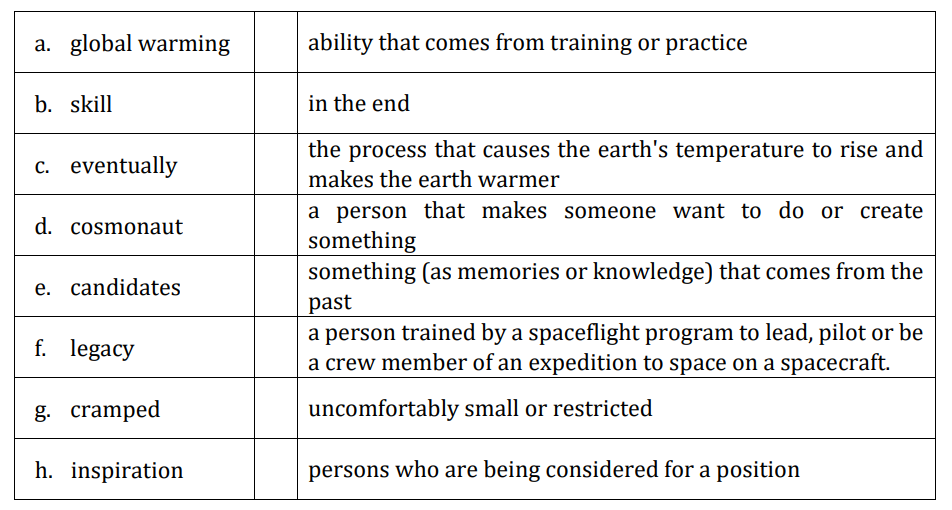 a. global warming
ability that comes from training or practice
b. skill
in the end
c. eventually
the process that causes the earth's temperature to rise and
makes the earth warmer
d. cosmonaut
a person that makes someone want to do or create
something
e. candidates
something (as memories or knowledge) that comes from the
past
f. legacy
a person trained by a spaceflight program to lead, pilot or be
a crew member of an expedition to space on a spacecraft.
g. cramped
uncomfortably small or restricted
h. inspiration
persons who are being considered for a position